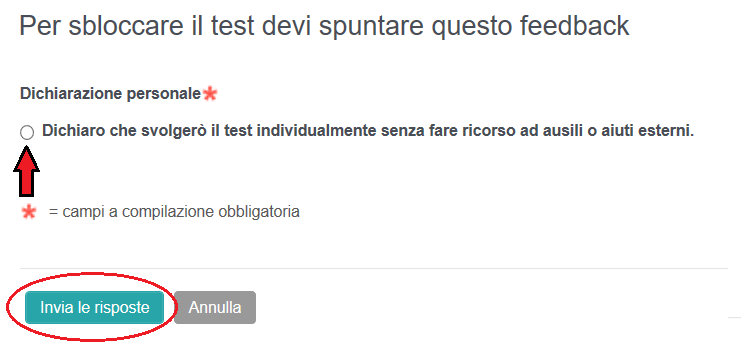 Per sbloccare il test devi spuntare questo feedback
Dichiarazione personale*
Dichiaro che svolgerò il test individualmente senza fare ricorso ad ausili o aiuti esterni.
* = campi a compilazione obbligatoria
Invia le risposte
Annulla